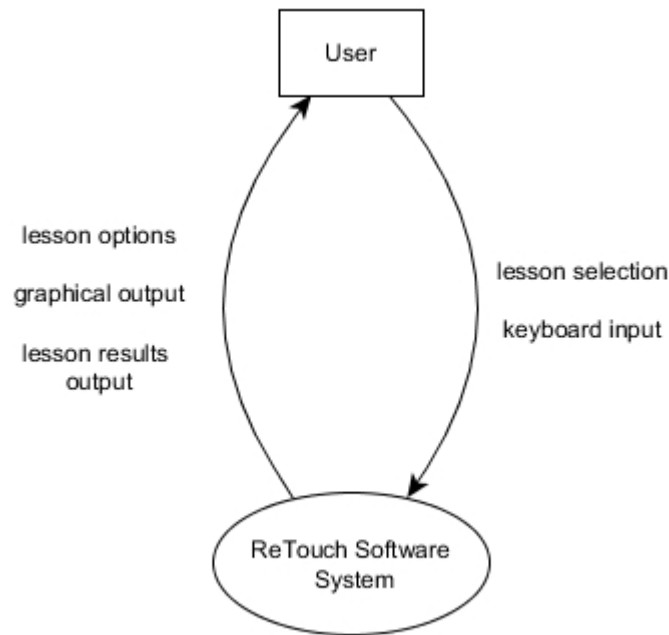 User
lesson options
graphical output
lesson results
output
lesson selection
keyboard input
ReTouch Software
System